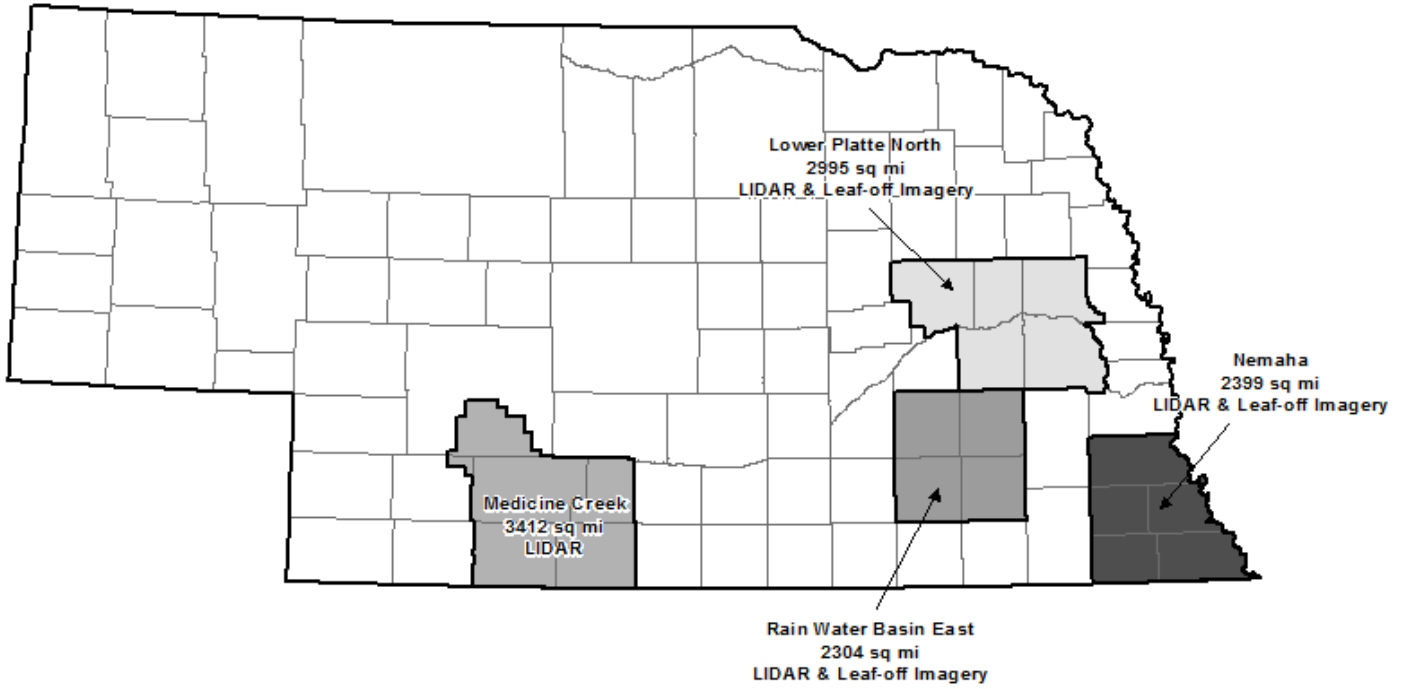 Lower Platte North
2995 sq mi
LIDAR & Leaf-off Imagery
Nemaha
2399 sq mi
LIDAR & Leaf-off Imagery
Medicine Creek
3412 sq mi
LIDAR
Rain Water Basin East
2304 sq mi
LIDAR & Leaf-off Imagery